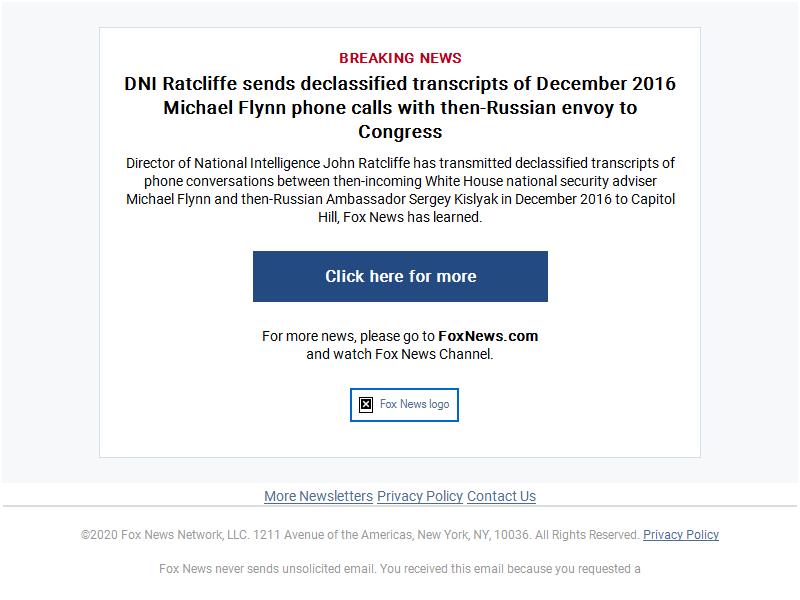 BREAKING NEWS
DNI Ratcliffe sends declassified transcripts of December 2016
Michael Flynn phone calls with then-Russian envoy to
Congress
Director of National Intelligence John Ratcliffe has transmitted declassified transcripts of
phone conversations between then-incoming White House national security adviser
Michael Flynn and then-Russian Ambassador Sergey Kislyak in December 2016 to Capitol
Hill, Fox News has learned.
Click here for more
For more news, please go to FoxNews.com
and watch Fox News Channel.
Fox News logo
More Newsletters Privacy Policy Contact Us
©2020 Fox News Network, LLC. 1211 Avenue of the Americas, New York, NY, 10036. All Rights Reserved. Privacy Policy
Fox News never sends unsolicited email. You received this email because you requested a